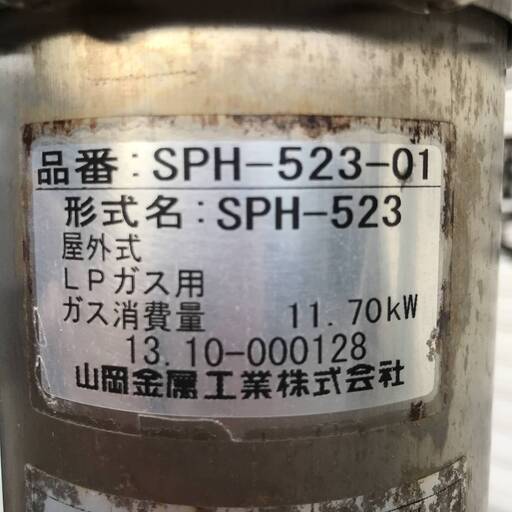 品番:SPH-523-01
形式名:SPH-523
屋外式
LPガス用
ガス消費量 11.70kW
13.10-000128
山岡金属工業株式会社